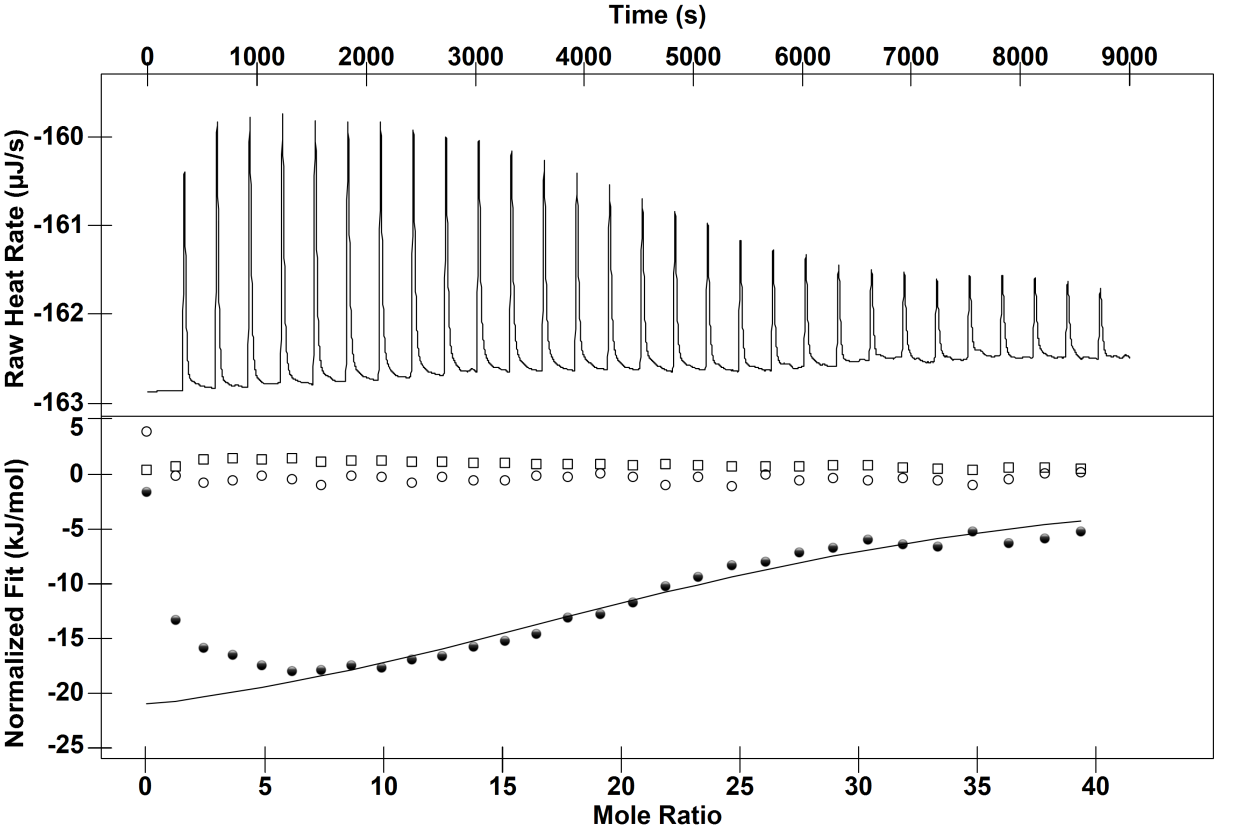 Time (s)
0 1000 2000 3000 4000 5000 6000 7000 8000 9000
Raw Heat Rate (µJ/s)
-160
-161
-162
-163
Normalized Fit (kJ/mol)
5
0
-5
-10
-15
-20
-25
0 5 10 15 20 25 30 35 40
Mole Ratio